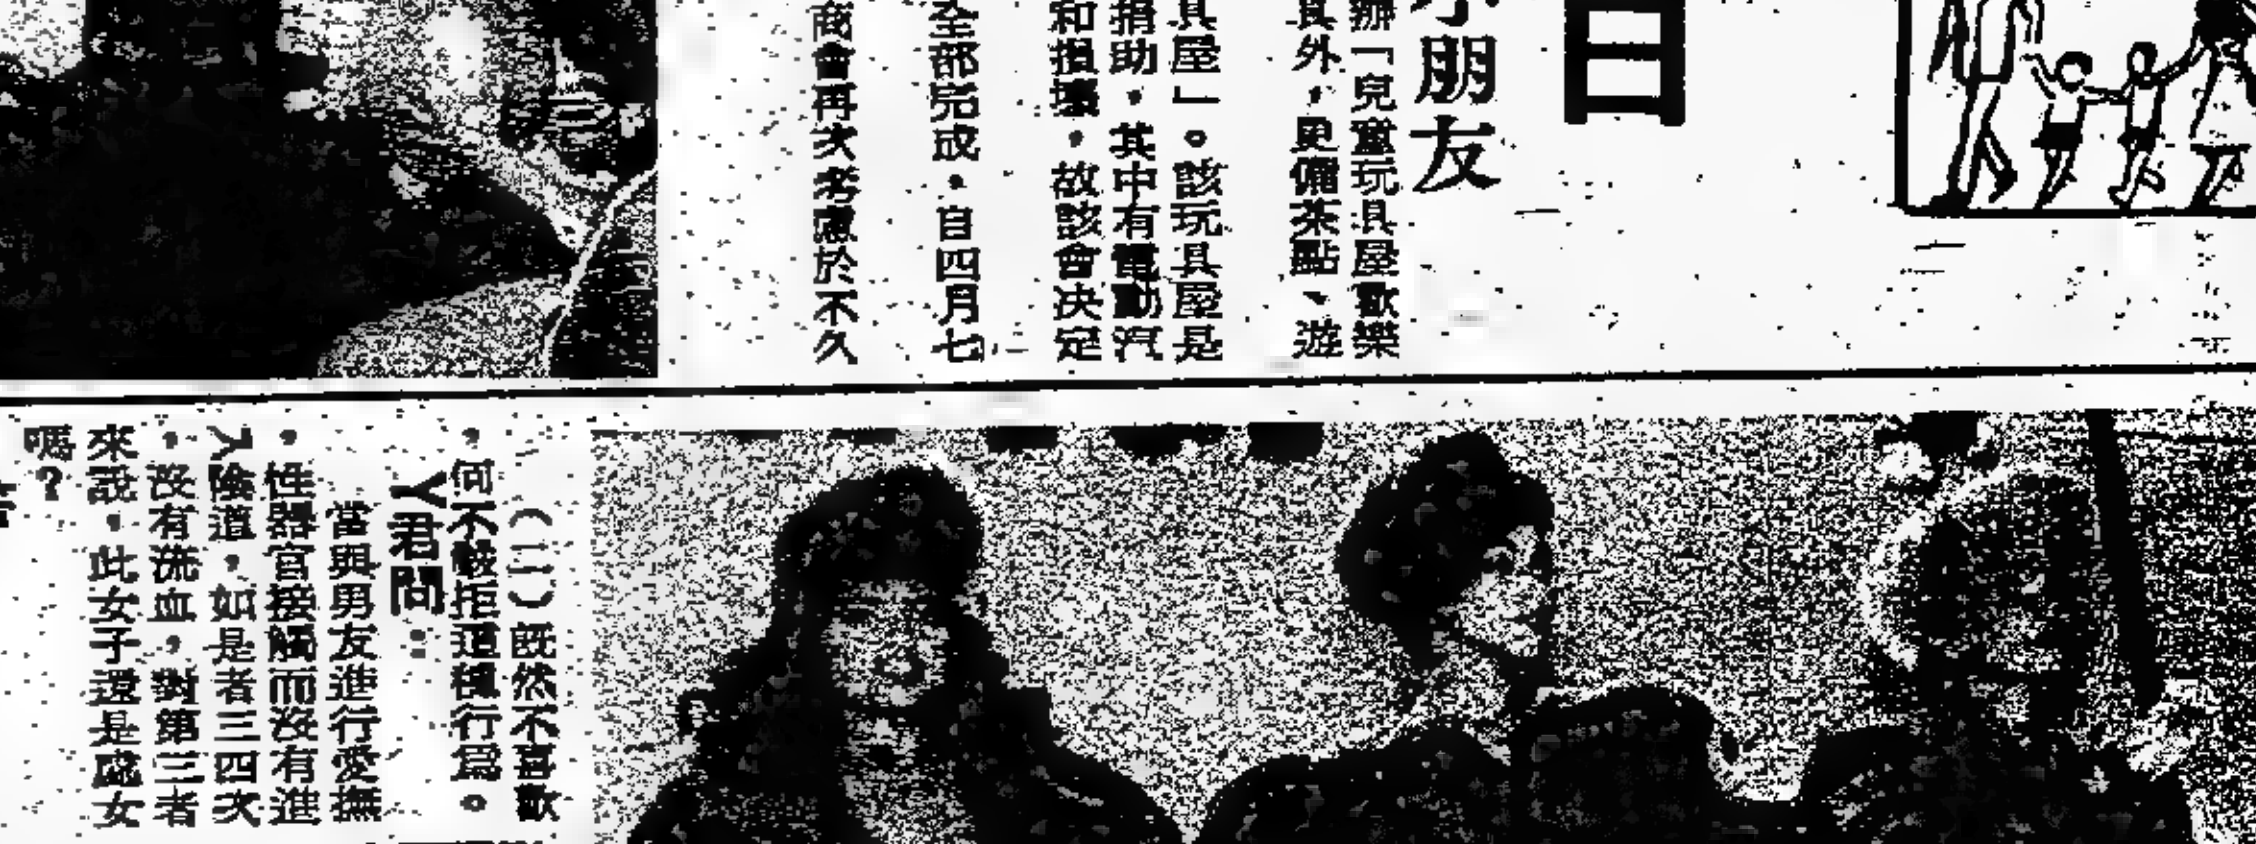 日
朋友
辦「兒童玩具屋歡樂
其外，更備茶點、遊
具屋」。該玩具屋是
捐助，其中有電動汽
和損壞，故該會决定
全部完成，自四月七
商會再次考慮於不久
（二）既然不喜歡
，何不敢拒這種行為。
丫君問：
當與男友進行愛撫
，性器官接觸而沒有進
入陰道，如是者三四次
，沒有流血，對第三者
來說，此女子還是處女
嗎？